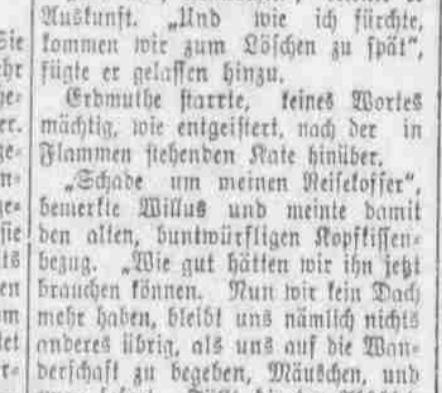 Auskunft. „Und wie ich fürchte,
kommen wir zum Löschen zu spät",
fügte er gelassen hinzu.
Erdmuthe starrte, keines Wortes
mächtig, wie entgeistert, nach der in
Flammen stehenden Kate hinüber.
„Schade um meinen Reisekoffer",
bemerkte Willus und meinte damit
den alten, buntwürfligen Kopfkissen-
bezug. „Wie gut hätten wir ihn jetzt
brauchen können. Nun wir kein Dach
mehr haben, bleibt uns nämlich nichts
anderes übrig, als uns auf die Wan-
derschaft zu begeben, Mäuschen, und